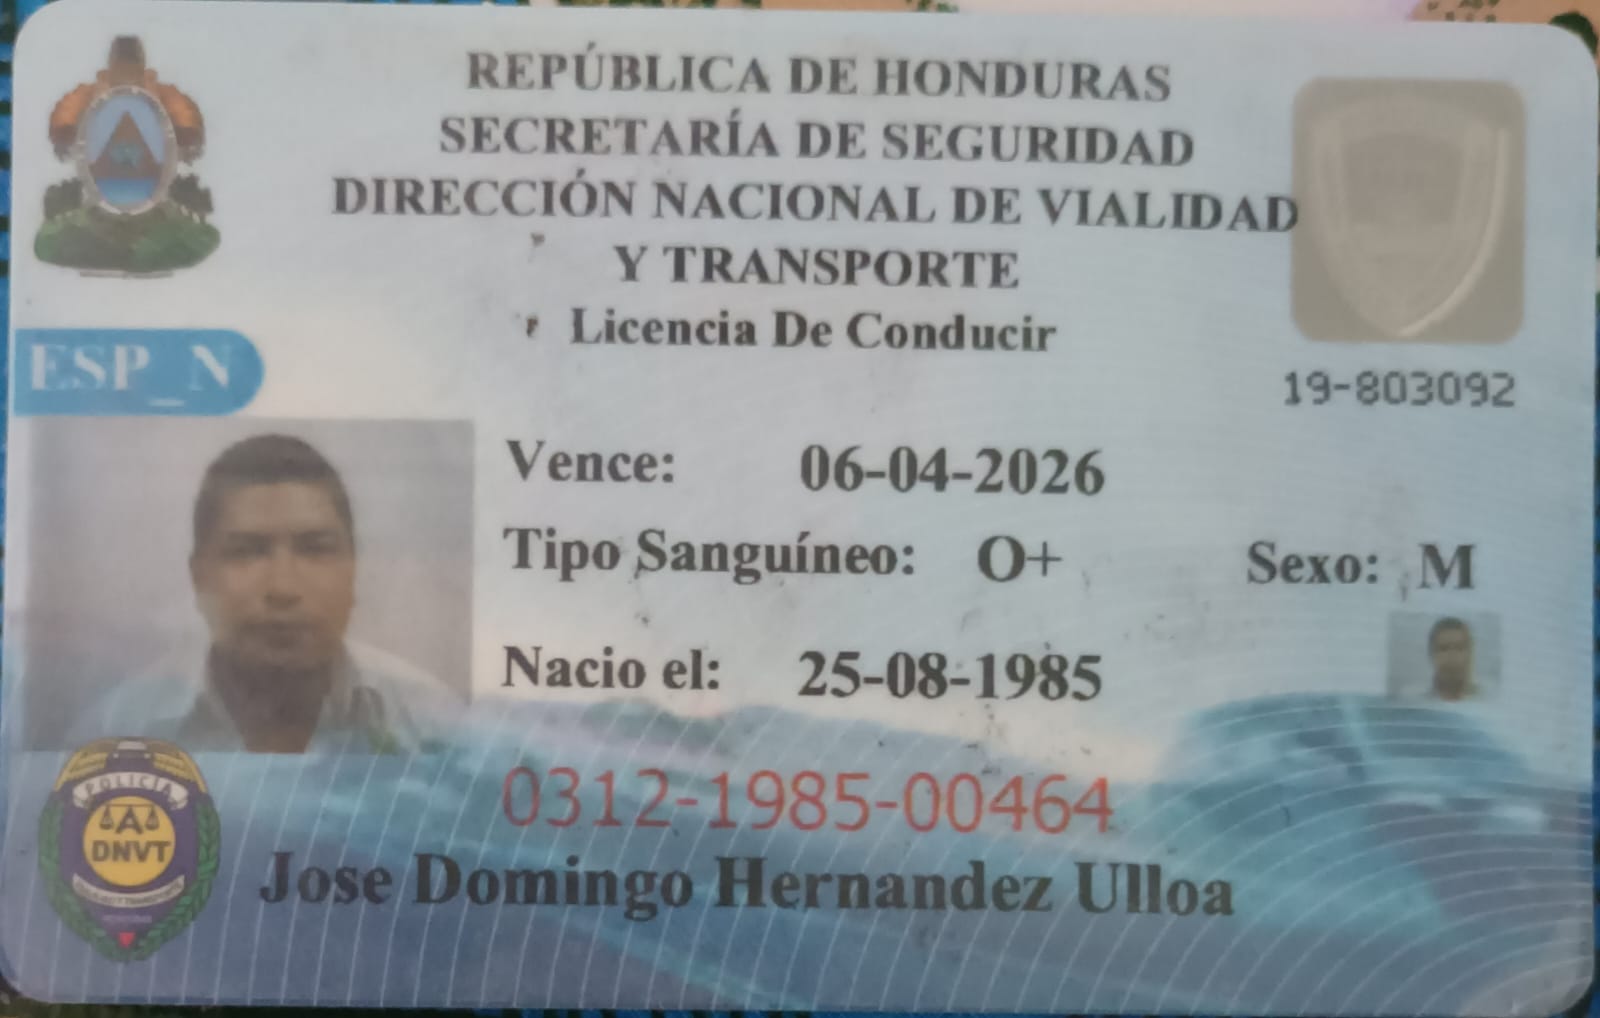 REPÚBLICA DE HONDURAS
SECRETARÍA DE SEGURIDAD
DIRECCIÓN NACIONAL DE VIALIDAD
Y TRANSPORTE
Licencia De Conducir
ESP_N
19-803092
Vence: 06-04-2026
Tipo Sanguíneo: O+ Sexo: M
Nacio el: 25-08-1985
0312-1985-00464
POLICÍA
DNVT
Jose Domingo Hernandez Ulloa